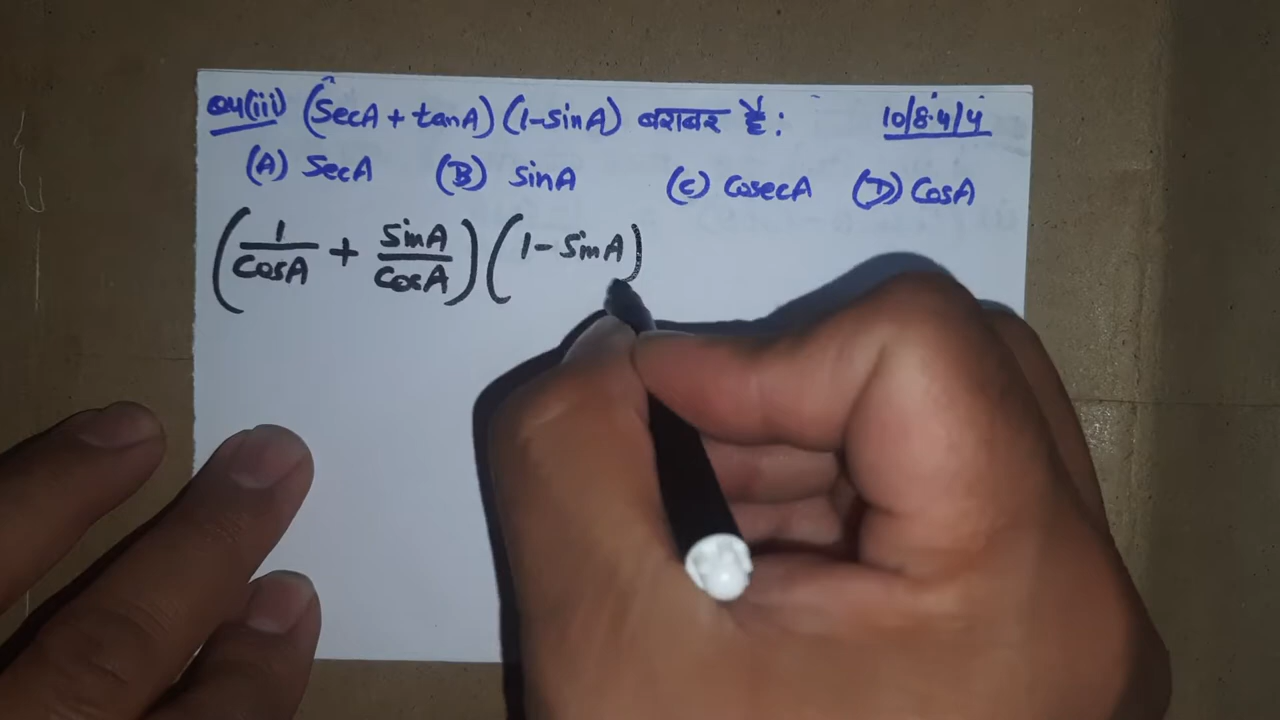 Q4(iii) (SecA + tanA) (1-sinA) बराबर है: 10/8.4/4
(A) SecA (B) sinA (C) CosecA (D) CosA
(1/CosA + SinA/CosA) (1-SinA)